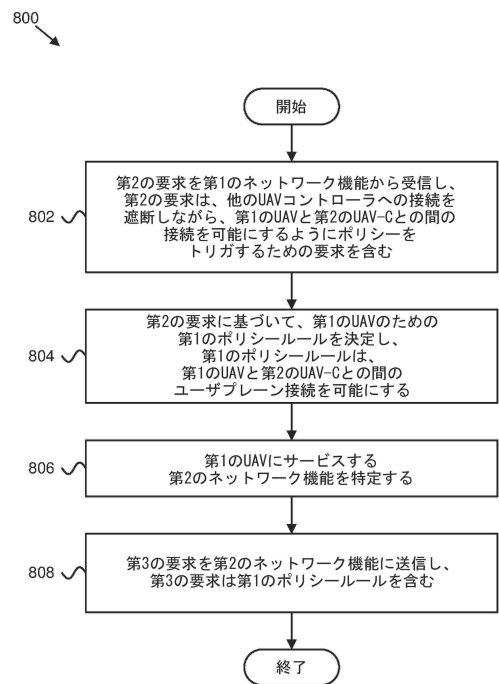 800
開始
802
第2の要求を第1のネットワーク機能から受信し、
第2の要求は、他のUAVコントローラへの接続を
遮断しながら、第1のUAVと第2のUAV-Cとの間の
接続を可能にするようにポリシーを
トリガするための要求を含む
804
第2の要求に基づいて、第1のUAVのための
第1のポリシールールを決定し、
第1のポリシールールは、
第1のUAVと第2のUAV-Cとの間の
ユーザプレーン接続を可能にする
806
第1のUAVにサービスする
第2のネットワーク機能を特定する
808
第3の要求を第2のネットワーク機能に送信し、
第3の要求は第1のポリシールールを含む
終了